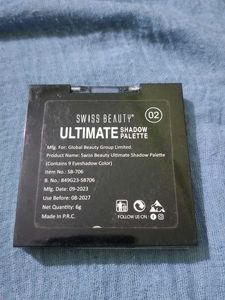 SWISS BEAUTY®
02
ULTIMATE SHADOW PALETTE
Mfg. For: Global Beauty Group Limited.
Product Name: Swiss Beauty Ultimate Shadow Palette
(Contains 9 Eyeshadow Color)
Item No.: SB-706
B. No.: 849G23-SB706
Mfg. Date: 09-2023
Use Before: 08-2027
Net Quantity: 6g
Made in P.R.C.
FOLLOW US ON